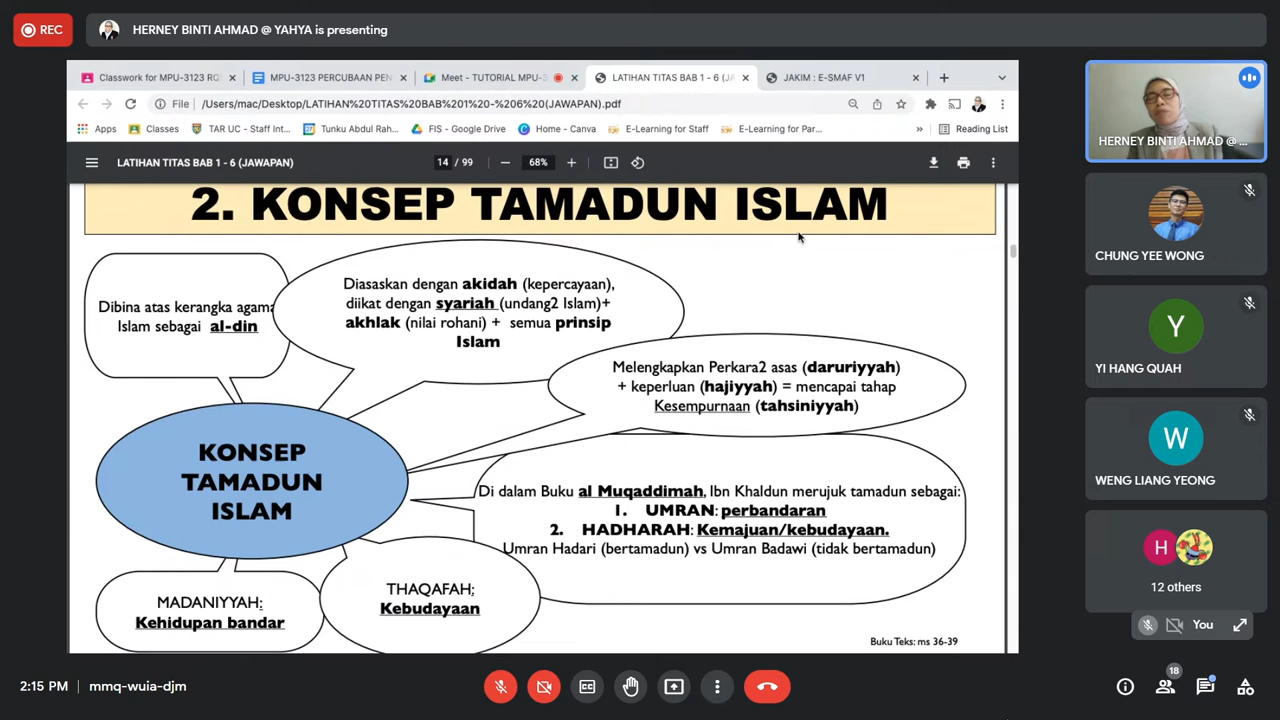 REC
HERNEY BINTI AHMAD @ YAHYA is presenting
Classwork for MPU-3123 RQS
MPU-3123 PERCUBAAN PEN
Meet - TUTORIAL MPU-3
LATIHAN TITAS BAB 1 - 6 (JA
JAKIM : E-SMAF V1
File
/Users/mac/Desktop/LATIHAN%20TITAS%20BAB%201%20-%206%20(JAWAPAN).pdf
Apps
Classes
TAR UC - Staff Int...
Tunku Abdul Rah...
FIS - Google Drive
Home - Canva
E-Learning for Staff
E-Learning for Par...
»
Reading List
LATIHAN TITAS BAB 1 - 6 (JAWAPAN)
14 / 99
68%
2. KONSEP TAMADUN ISLAM
Dibina atas kerangka agama
Islam sebagai al-din
Diasaskan dengan akidah (kepercayaan),
diikat dengan syariah (undang2 Islam)+
akhlak (nilai rohani) + semua prinsip
Islam
Melengkapkan Perkara2 asas (daruriyyah)
+ keperluan (hajiyyah) = mencapai tahap
Kesempurnaan (tahsiniyyah)
KONSEP
TAMADUN
ISLAM
Di dalam Buku al Muqaddimah, Ibn Khaldun merujuk tamadun sebagai:
1. UMRAN: perbandaran
2. HADHARAH: Kemajuan/kebudayaan.
Umran Hadari (bertamadun) vs Umran Badawi (tidak bertamadun)
THAQAFAH:
Kebudayaan
MADANIYYAH:
Kehidupan bandar
Buku Teks: ms 36-39
HERNEY BINTI AHMAD @ ...
CHUNG YEE WONG
Y
YI HANG QUAH
W
WENG LIANG YEONG
H
12 others
You
2:15 PM
mmq-wuia-djm
18